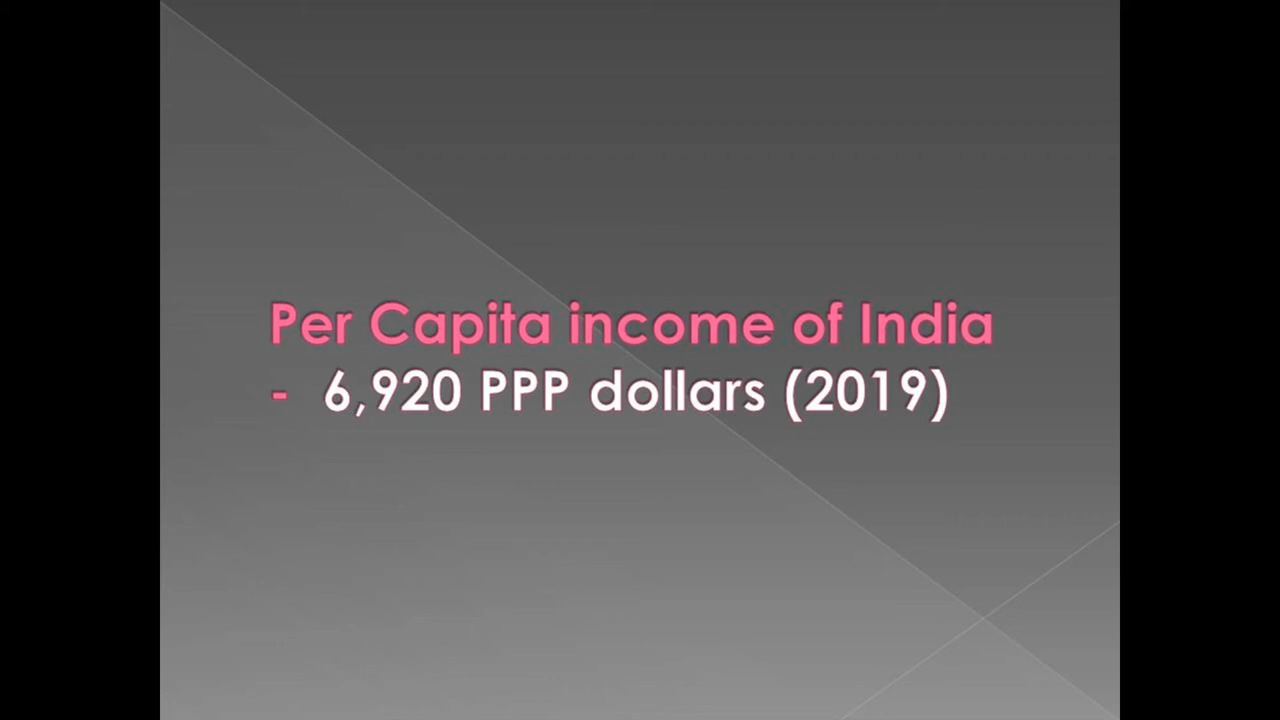 Per Capita income of India
- 6,920 PPP dollars (2019)